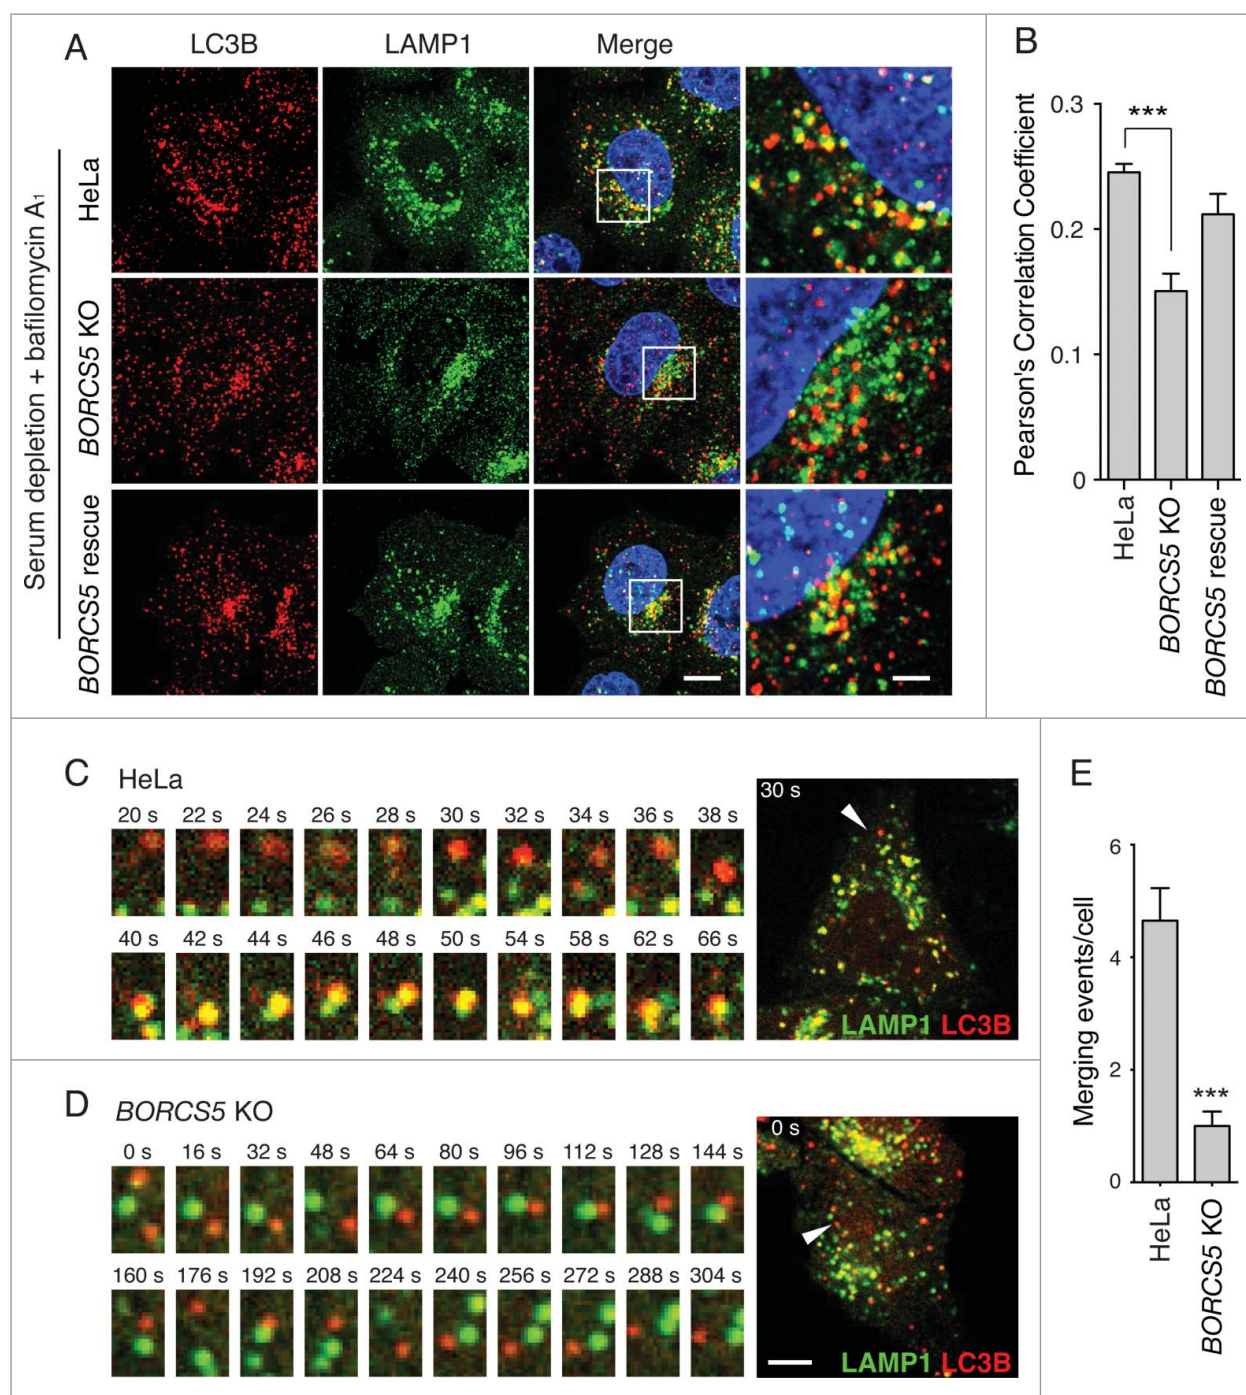 A
LC3B
LAMP1
Merge
Serum depletion + bafilomycin A1
HeLa
BORCS5 KO
BORCS5 rescue
B
Pearson's Correlation Coefficient
0.3
0.2
0.1
0
***
HeLa
BORCS5 KO
BORCS5 rescue
C
HeLa
20 s 22 s 24 s 26 s 28 s 30 s 32 s 34 s 36 s 38 s
40 s 42 s 44 s 46 s 48 s 50 s 54 s 58 s 62 s 66 s
30 s
LAMP1 LC3B
D
BORCS5 KO
0 s 16 s 32 s 48 s 64 s 80 s 96 s 112 s 128 s 144 s
160 s 176 s 192 s 208 s 224 s 240 s 256 s 272 s 288 s 304 s
0 s
LAMP1 LC3B
E
Merging events/cell
6
4
2
0
***
HeLa
BORCS5 KO